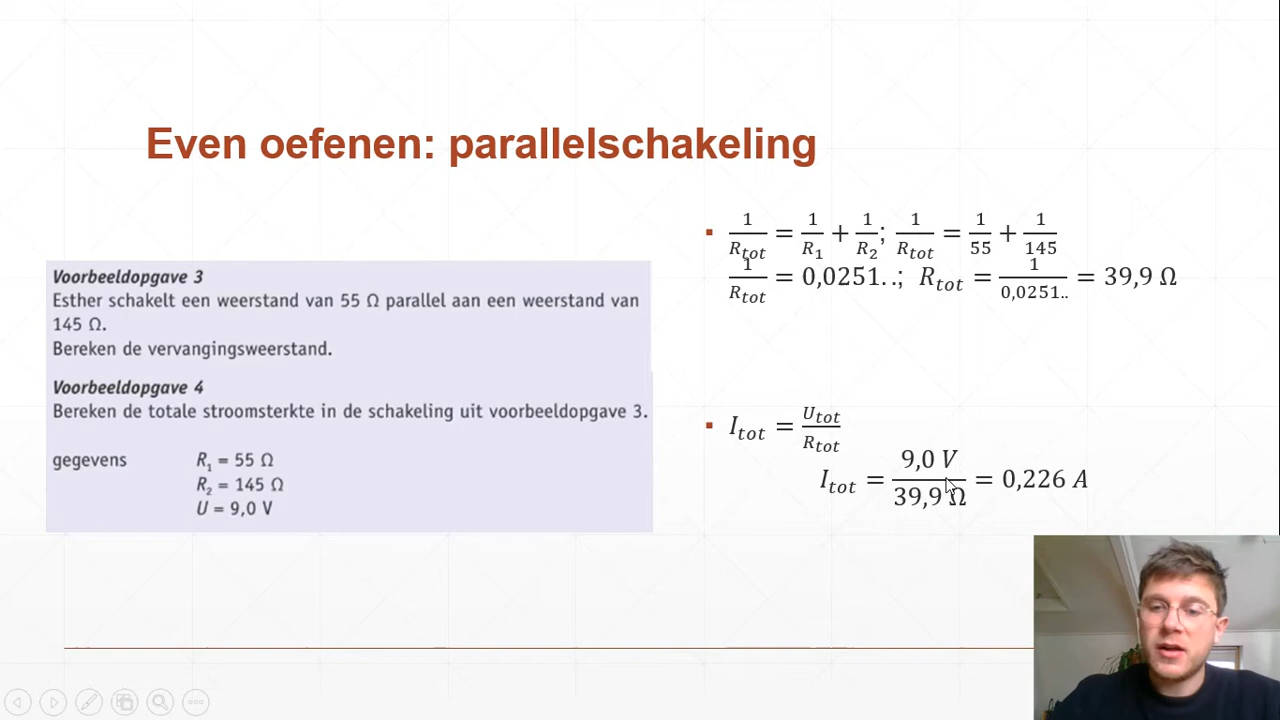 Even oefenen: parallelschakeling
Voorbeeldopgave 3
Esther schakelt een weerstand van 55 Ω parallel aan een weerstand van
145 Ω.
Bereken de vervangingsweerstand.
Voorbeeldopgave 4
Bereken de totale stroomsterkte in de schakeling uit voorbeeldopgave 3.
gegevens R₁ = 55 Ω
R₂ = 145 Ω
U = 9,0 V
▪ 1/R_tot = 1/R₁ + 1/R₂; 1/R_tot = 1/55 + 1/145
1/R_tot = 0,0251. .; R_tot = 1/0,0251.. = 39,9 Ω
▪ I_tot = U_tot/R_tot
I_tot = 9,0 V/39,9 Ω = 0,226 A